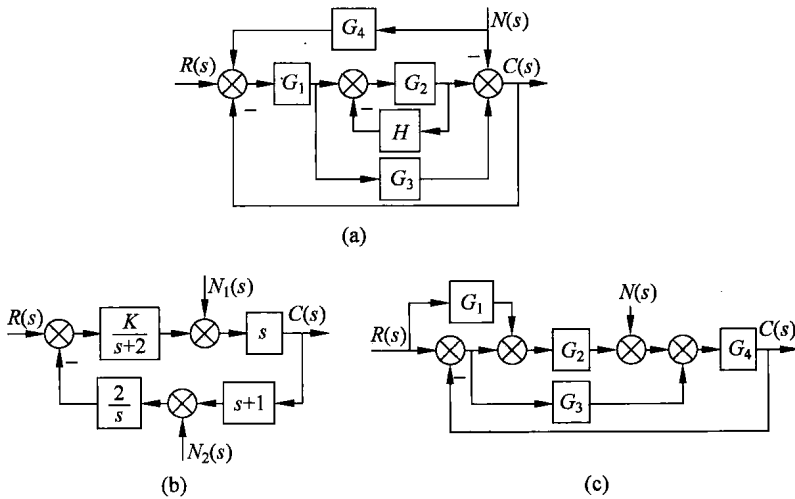 N(s)
G₄
−
R(s)
C(s)
G₁
G₂
−
−
H
G₃
(a)
N₁(s)
R(s)
C(s)
K
s+2
s
−
2
s
s+1
N₂(s)
(b)
G₁
N(s)
R(s)
C(s)
G₂
G₄
−
G₃
(c)